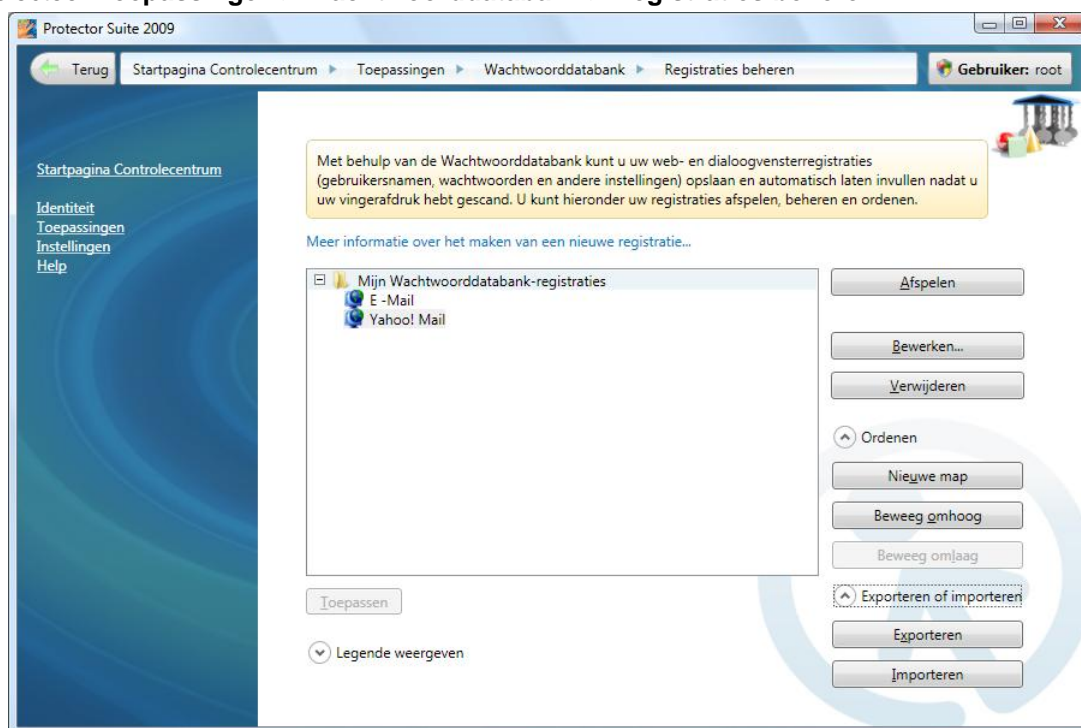 Protector Suite 2009
Terug
Startpagina Controlecentrum
Toepassingen
Wachtwoorddatabank
Registraties beheren
Gebruiker: root
Startpagina Controlecentrum
Identiteit
Toepassingen
Instellingen
Help
Met behulp van de Wachtwoorddatabank kunt u uw web- en dialoogvensterregistraties
(gebruikersnamen, wachtwoorden en andere instellingen) opslaan en automatisch laten invullen nadat u
uw vingerafdruk hebt gescand. U kunt hieronder uw registraties afspelen, beheren en ordenen.
Meer informatie over het maken van een nieuwe registratie...
Mijn Wachtwoorddatabank-registraties
E -Mail
Yahoo! Mail
Afspelen
Bewerken...
Verwijderen
Ordenen
Nieuwe map
Beweeg omhoog
Beweeg omlaag
Exporteren of importeren
Exporteren
Importeren
Toepassen
Legende weergeven